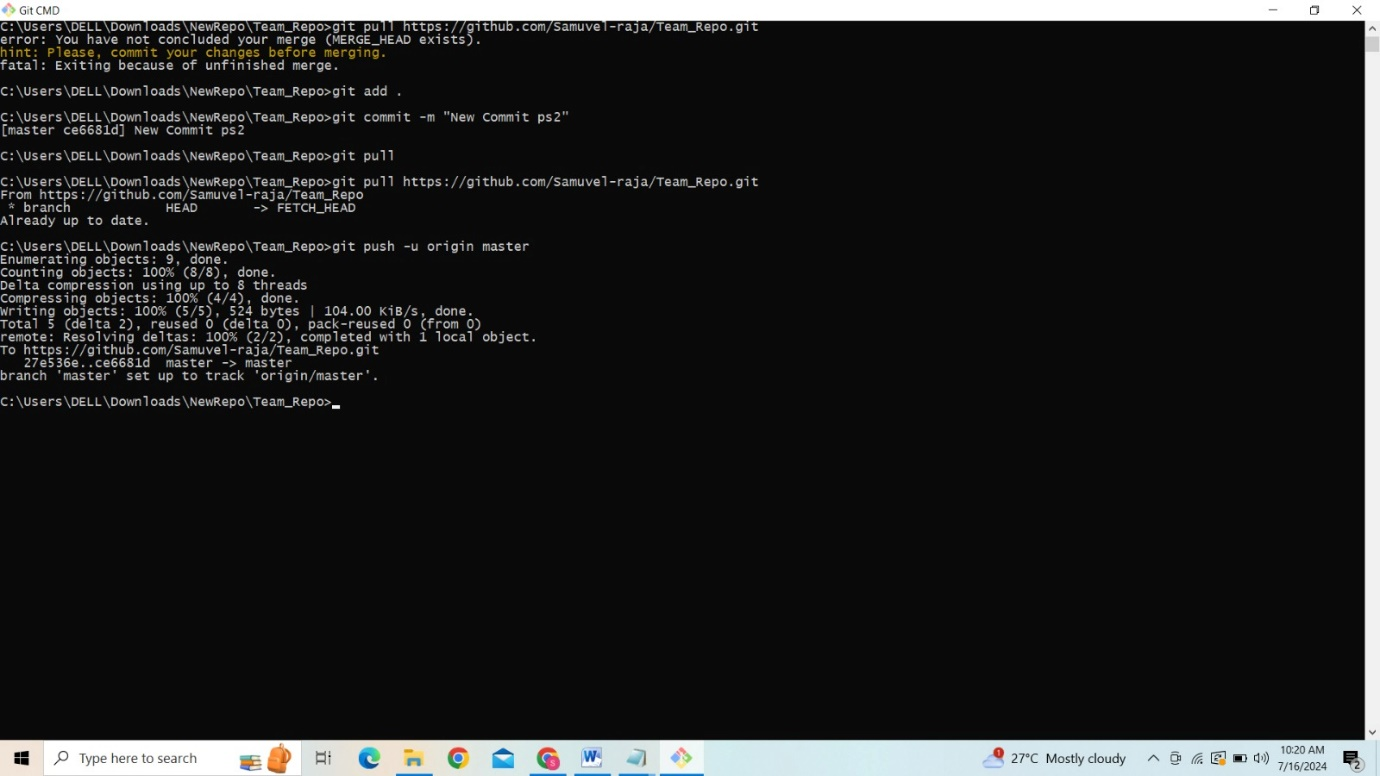 Git CMD
C:\Users\DELL\Downloads\NewRepo\Team_Repo>git pull https://github.com/Samuvel-raja/Team_Repo.git
error: You have not concluded your merge (MERGE_HEAD exists).
hint: Please, commit your changes before merging.
fatal: Exiting because of unfinished merge.
C:\Users\DELL\Downloads\NewRepo\Team_Repo>git add .
C:\Users\DELL\Downloads\NewRepo\Team_Repo>git commit -m "New Commit ps2"
[master ce6681d] New Commit ps2
C:\Users\DELL\Downloads\NewRepo\Team_Repo>git pull
C:\Users\DELL\Downloads\NewRepo\Team_Repo>git pull https://github.com/Samuvel-raja/Team_Repo.git
From https://github.com/Samuvel-raja/Team_Repo
 * branch            HEAD       -> FETCH_HEAD
Already up to date.
C:\Users\DELL\Downloads\NewRepo\Team_Repo>git push -u origin master
Enumerating objects: 9, done.
Counting objects: 100% (8/8), done.
Delta compression using up to 8 threads
Compressing objects: 100% (4/4), done.
Writing objects: 100% (5/5), 524 bytes | 104.00 KiB/s, done.
Total 5 (delta 2), reused 0 (delta 0), pack-reused 0 (from 0)
remote: Resolving deltas: 100% (2/2), completed with 1 local object.
To https://github.com/Samuvel-raja/Team_Repo.git
   27e536e..ce6681d  master -> master
branch 'master' set up to track 'origin/master'.
C:\Users\DELL\Downloads\NewRepo\Team_Repo>
Type here to search
27°C Mostly cloudy
10:20 AM
7/16/2024
2